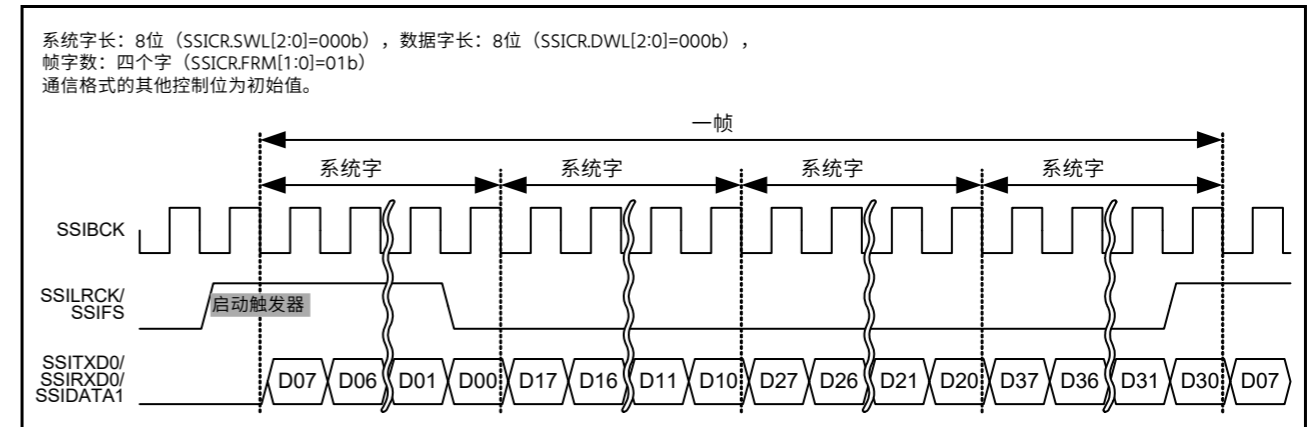 系统字长：8位（SSICR.SWL[2:0]=000b），数据字长：8位（SSICR.DWL[2:0]=000b），
帧字数：四个字（SSICR.FRM[1:0]=01b）
通信格式的其他控制位为初始值。
一帧
系统字 系统字 系统字 系统字
SSIBCK
SSILRCK/
SSIFS
启动触发器
SSITXD0/
SSIRXD0/
SSIDATA1
D07 D06 D01 D00 D17 D16 D11 D10 D27 D26 D21 D20 D37 D36 D31 D30 D07